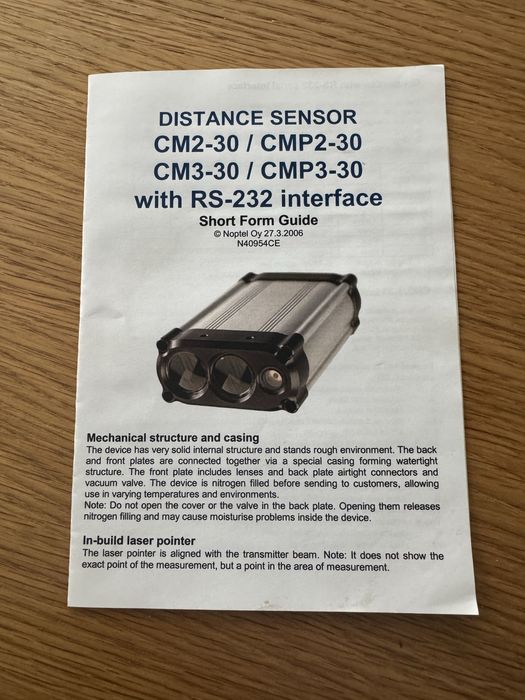 DISTANCE SENSOR
CM2-30 / CMP2-30
CM3-30 / CMP3-30
with RS-232 interface
Short Form Guide
© Noptel Oy 27.3.2006
N40954CE
Mechanical structure and casing
The device has very solid internal structure and stands rough environment. The back
and front plates are connected together via a special casing forming watertight
structure. The front plate includes lenses and back plate airtight connectors and
vacuum valve. The device is nitrogen filled before sending to customers, allowing
use in varying temperatures and environments.
Note: Do not open the cover or the valve in the back plate. Opening them releases
nitrogen filling and may cause moisturise problems inside the device.
In-build laser pointer
The laser pointer is aligned with the transmitter beam. Note: It does not show the
exact point of the measurement, but a point in the area of measurement.